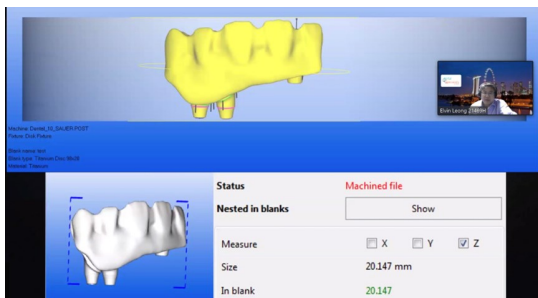 Machine: Dental_10_SAUER POST
Fixture: Disk Fixture
Blank name: test
Blank type: Titanium Disc 98x26
Material: Titanium
Elvin Leong
Status Machined file
Nested in blanks Show
Measure X Y Z
Size 20.147 mm
In blank 20.147